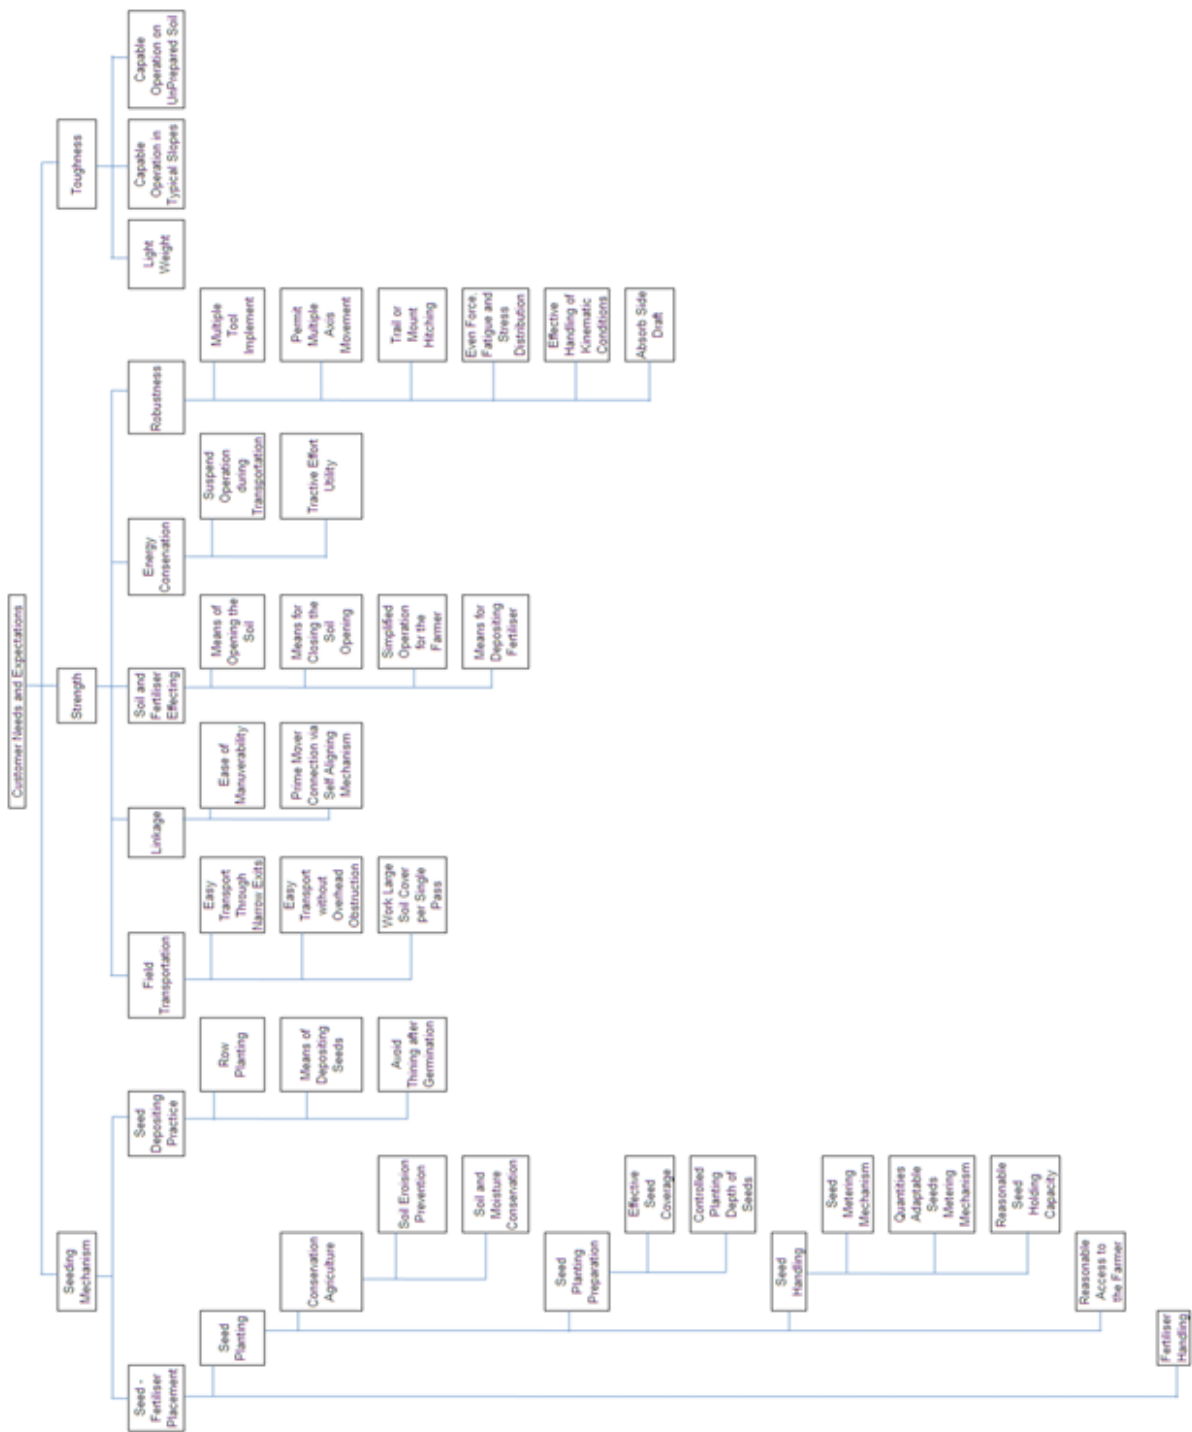 Customer Needs and Expectations
Seeding
Mechanism
Strength
Toughness
Seed -
Fertiliser
Placement
Seed
Depositing
Practice
Field
Transportation
Linkage
Soil and
Fertiliser
Effecting
Energy
Conservation
Robustness
Light
Weight
Capable
Operation in
Typical Slopes
Capable
Operation on
UnPrepared Soil
Seed
Planting
Row
Planting
Easy
Transport
Through
Narrow Exits
Ease of
Manuverability
Means of
Opening the
Soil
Suspend
Operation
during
Transportation
Multiple
Tool
Implement
Conservation
Agriculture
Means of
Depositing
Seeds
Easy
Transport
without
Overhead
Obstruction
Prime Mover
Connection via
Self Aligning
Mechanism
Means for
Closing the
Soil
Opening
Tractive Effort
Utility
Permit
Multiple
Axis
Movement
Soil Eroision
Prevention
Avoid
Thining after
Germination
Work Large
Soil Cover
per Single
Pass
Simplified
Operation
for the
Farmer
Trail or
Mount
Hitching
Soil and
Moisture
Conservation
Means for
Depositing
Fertiliser
Even Force,
Fatigue and
Stress
Distribution
Seed
Planting
Preparation
Effective
Handling of
Kinematic
Conditions
Effective
Seed
Coverage
Absorb Side
Draft
Controlled
Planting
Depth of
Seeds
Seed
Handling
Seed
Metering
Mechanism
Quantities
Adaptable
Seeds
Metering
Mechanism
Reasonable
Seed
Holding
Capacity
Reasonable
Access to
the Farmer
Fertiliser
Handling